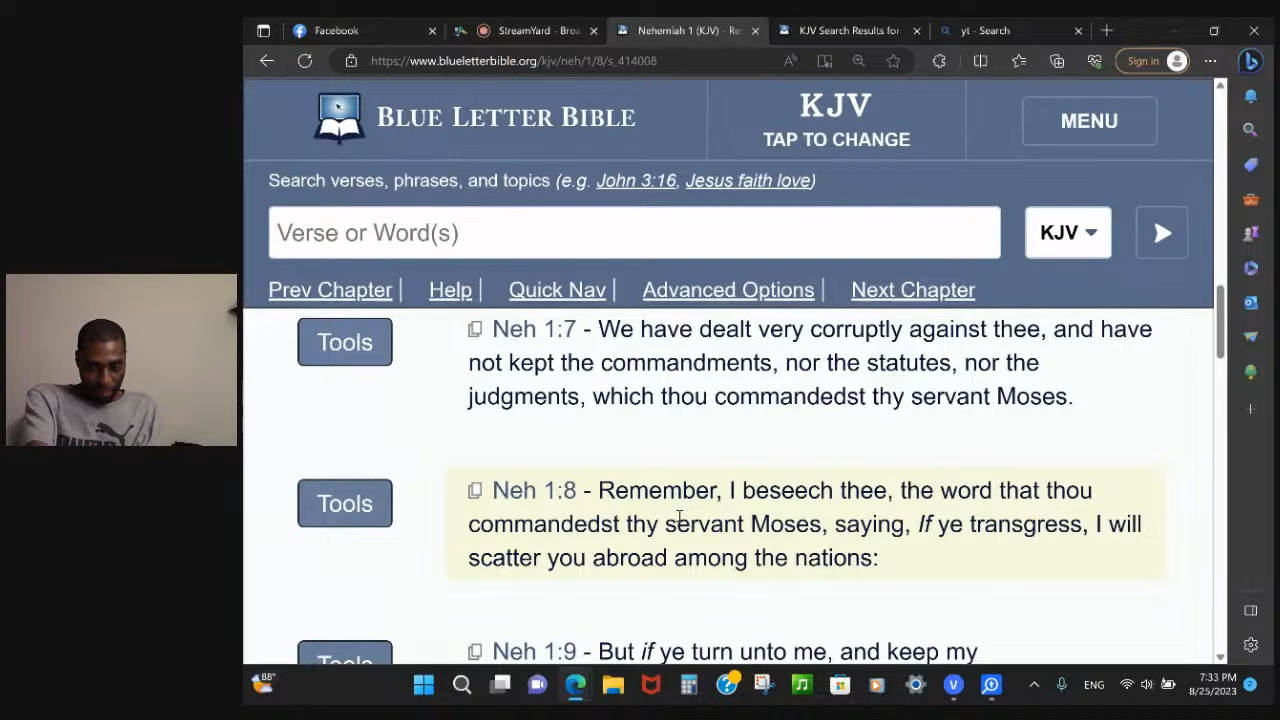 Facebook
StreamYard - Broa
Nehemiah 1 (KJV) – Re
KJV Search Results for
yt - Search
https://www.blueletterbible.org/kjv/neh/1/8/s_414008
Sign in
BLUE LETTER BIBLE
KJV
TAP TO CHANGE
MENU
Search verses, phrases, and topics (e.g. John 3:16, Jesus faith love)
Verse or Word(s)
KJV
Prev Chapter | Help | Quick Nav | Advanced Options | Next Chapter
Tools
Neh 1:7 - We have dealt very corruptly against thee, and have
not kept the commandments, nor the statutes, nor the
judgments, which thou commandedst thy servant Moses.
Tools
Neh 1:8 - Remember, I beseech thee, the word that thou
commandedst thy servant Moses, saying, If ye transgress, I will
scatter you abroad among the nations:
Tools
Neh 1:9 - But if ye turn unto me, and keep my
88°
ENG
7:33 PM
8/25/2023
2